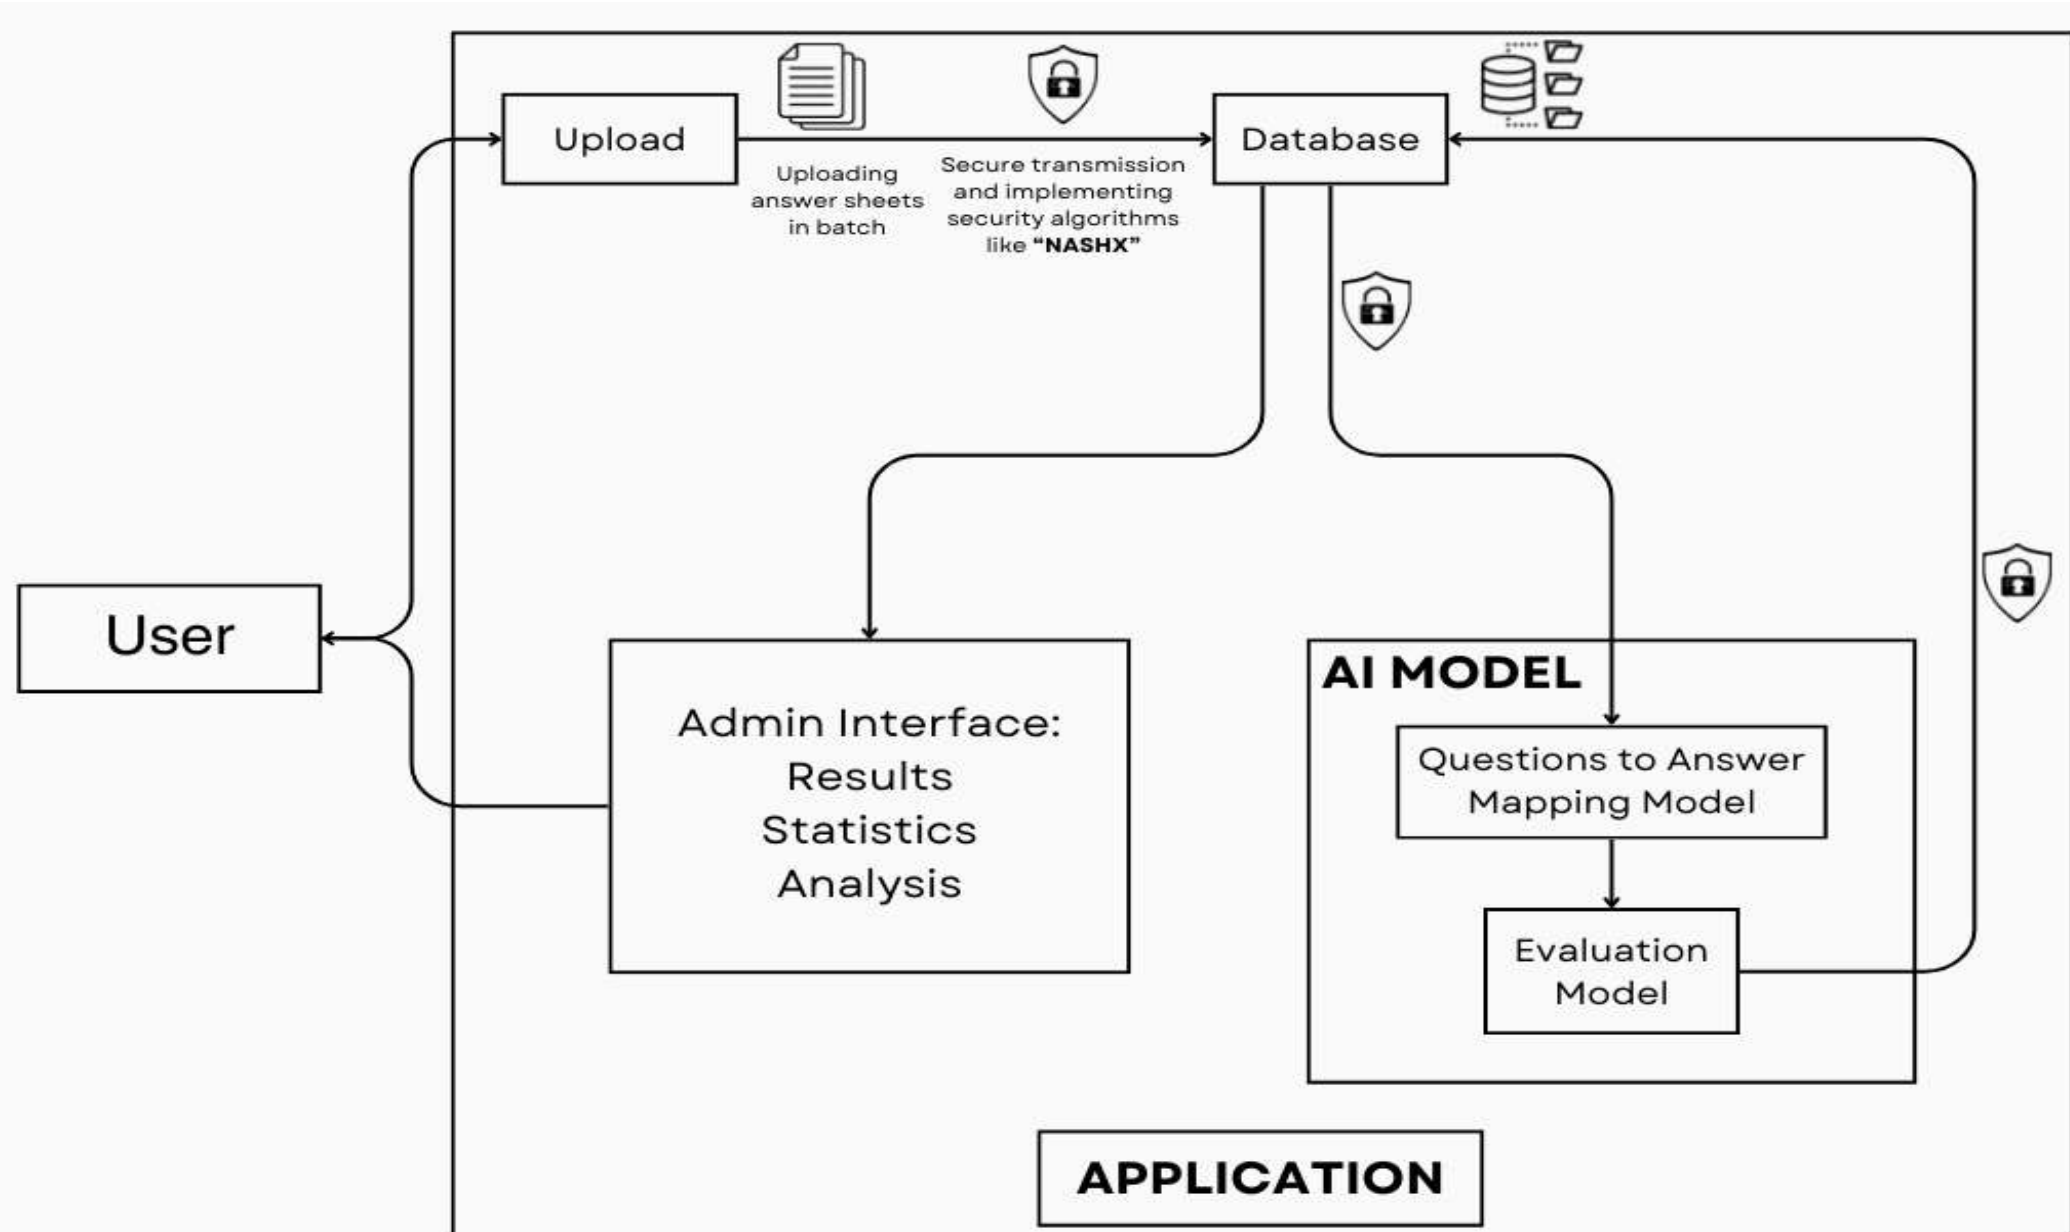 Upload
Uploading
answer sheets
in batch
Secure transmission
and implementing
security algorithms
like “NASHX”
Database
User
Admin Interface:
Results
Statistics
Analysis
AI MODEL
Questions to Answer
Mapping Model
Evaluation
Model
APPLICATION